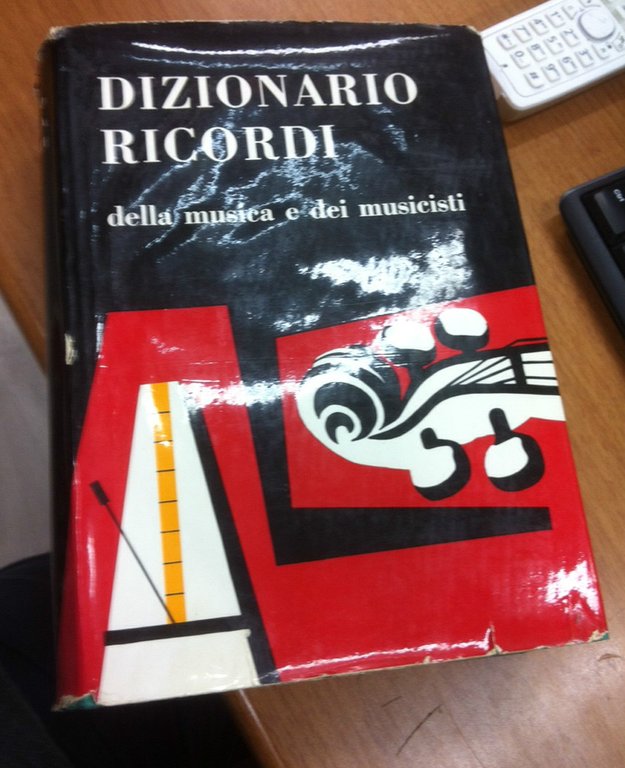 DIZIONARIO
RICORDI
della musica e dei musicisti